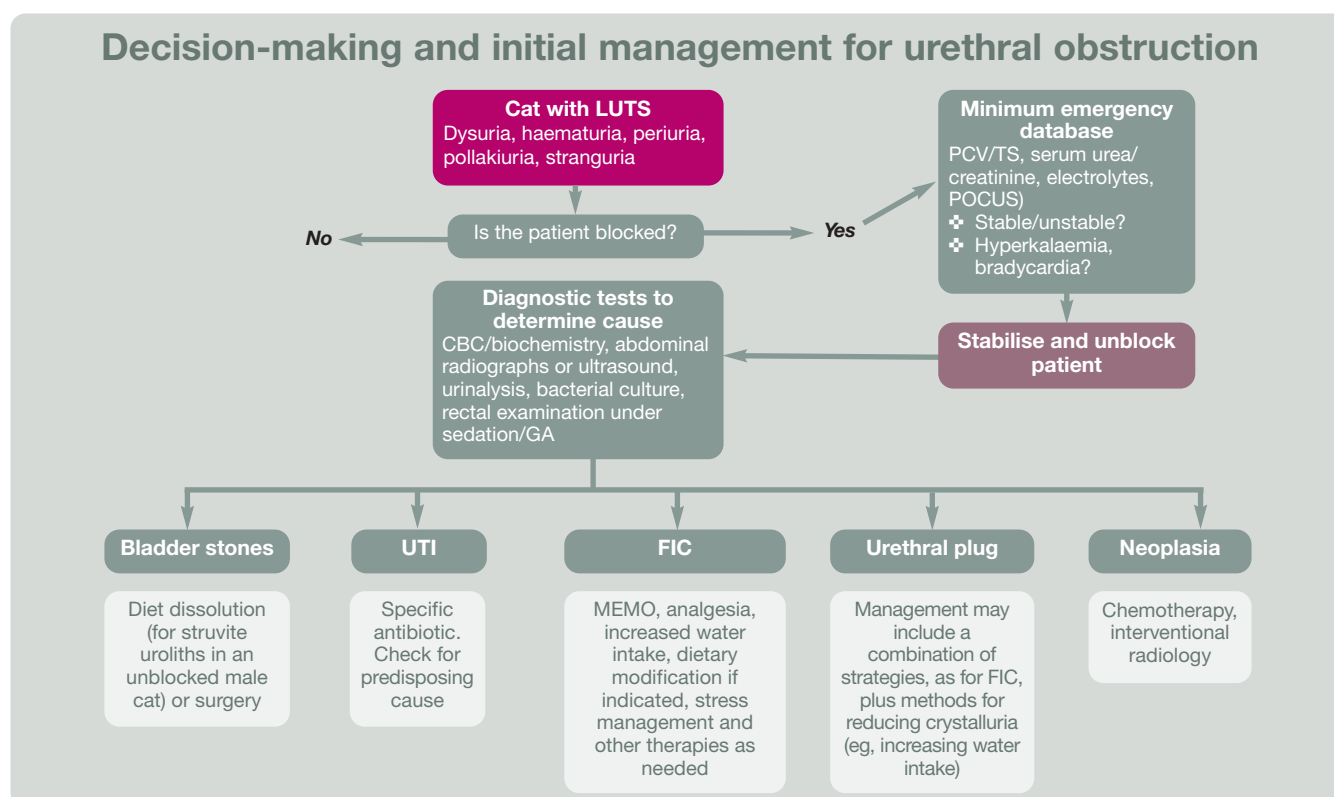 Decision-making and initial management for urethral obstruction
Cat with LUTS
Dysuria, haematuria, periuria,
pollakiuria, stranguria
Minimum emergency
database
PCV/TS, serum urea/
creatinine, electrolytes,
POCUS)
❖ Stable/unstable?
❖ Hyperkalaemia,
bradycardia?
No
Is the patient blocked?
Yes
Diagnostic tests to
determine cause
CBC/biochemistry, abdominal
radiographs or ultrasound,
urinalysis, bacterial culture,
rectal examination under
sedation/GA
Stabilise and unblock
patient
Bladder stones
Diet dissolution
(for struvite
uroliths in an
unblocked male
cat) or surgery
UTI
Specific
antibiotic.
Check for
predisposing
cause
FIC
MEMO, analgesia,
increased water
intake, dietary
modification if
indicated, stress
management and
other therapies as
needed
Urethral plug
Management may
include a
combination of
strategies, as for FIC,
plus methods for
reducing crystalluria
(eg, increasing water
intake)
Neoplasia
Chemotherapy,
interventional
radiology